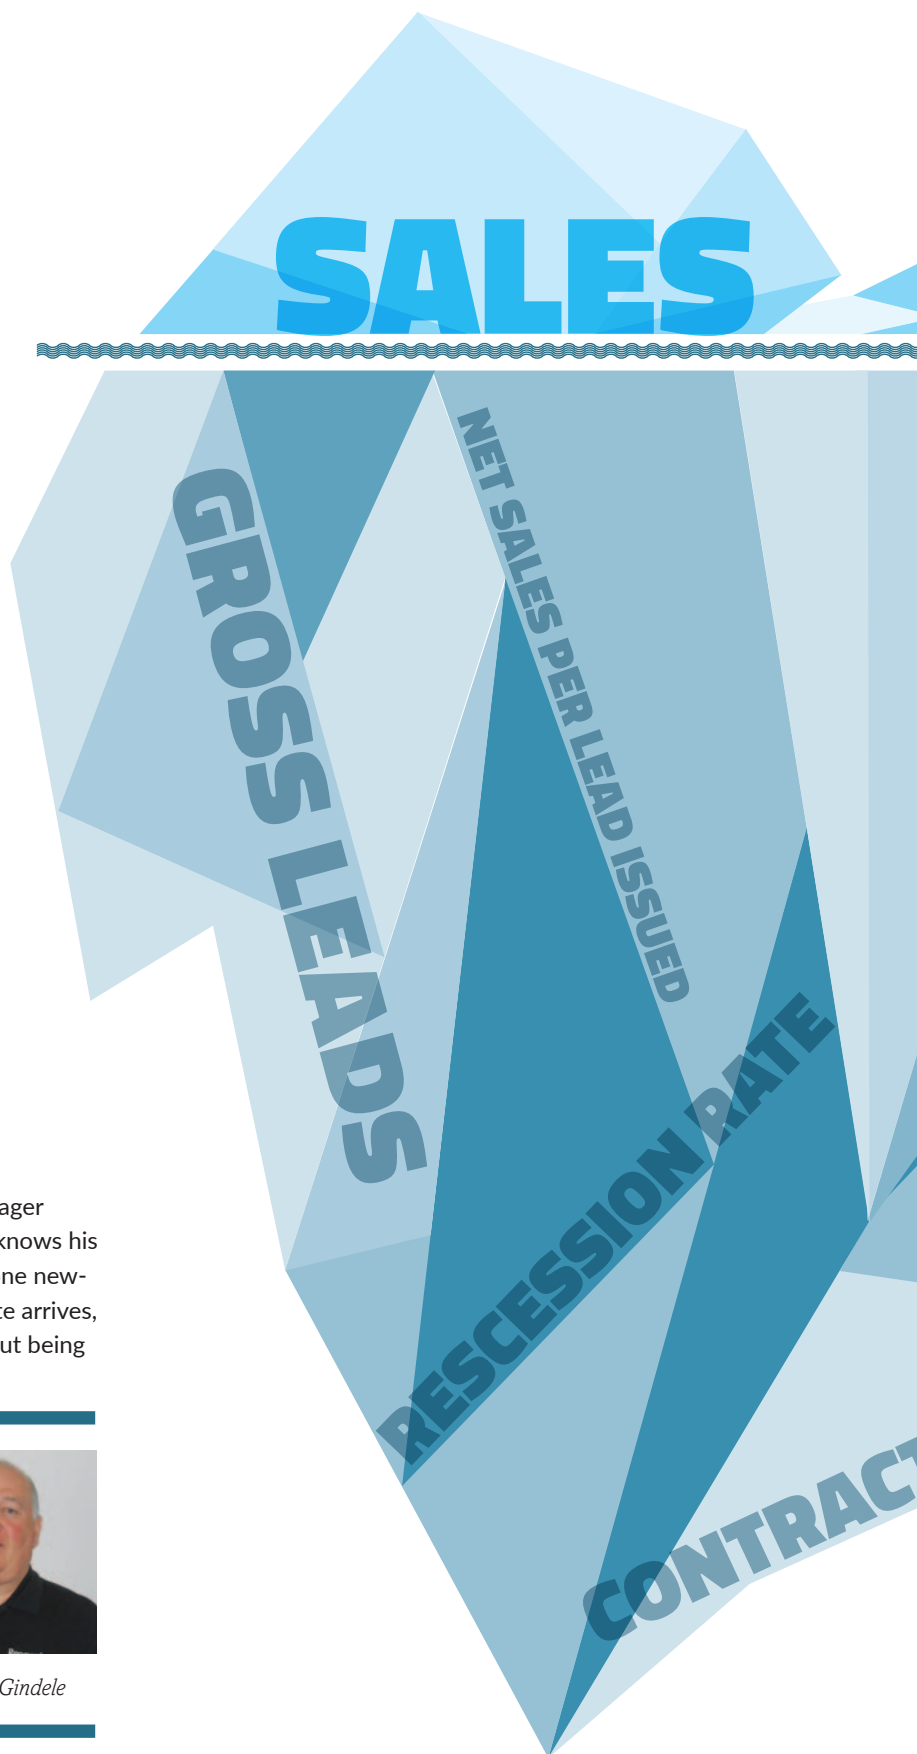 SALES
GROSS LEADS
NET SALES PER LEAD ISSUED
RESCESSION RATE
CONTRACT
ager
knows his
ne new-
te arrives,
ut being
Gindele